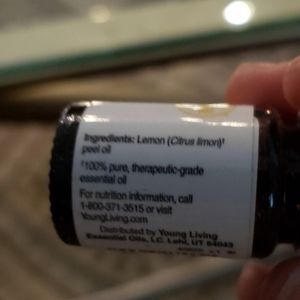 Ingredients: Lemon (Citrus limon)†
peel oil
†100% pure, therapeutic-grade
essential oil
For nutrition information, call
1-800-371-3515 or visit
YoungLiving.com
Distributed by Young Living
Essential Oils, LC. Lehi, UT 84043